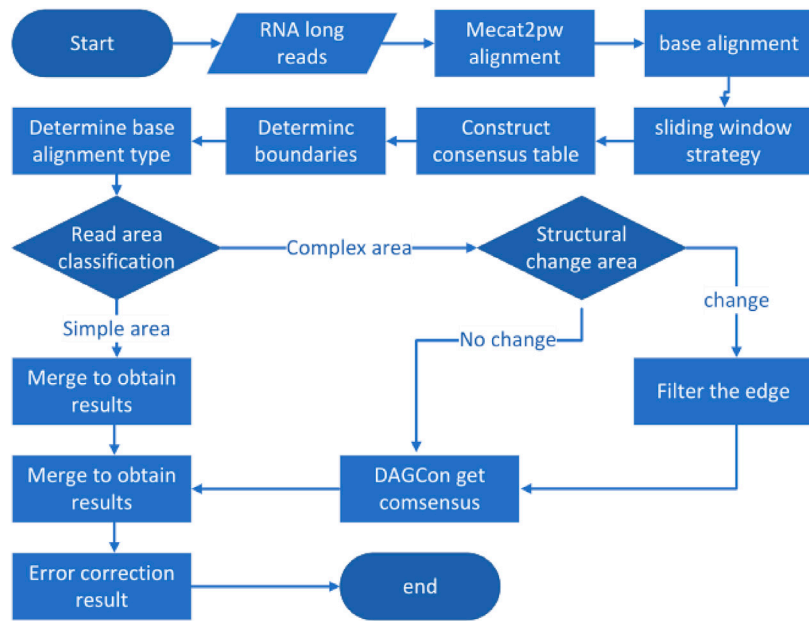 Start
RNA long
reads
Mecat2pw
alignment
base alignment
Determine base
alignment type
Determinc
boundaries
Construct
consensus table
sliding window
strategy
Read area
classification
Complex area
Structural
change area
change
Simple area
No change
Merge to obtain
results
Filter the edge
Merge to obtain
results
DAGCon get
comsensus
Error correction
result
end